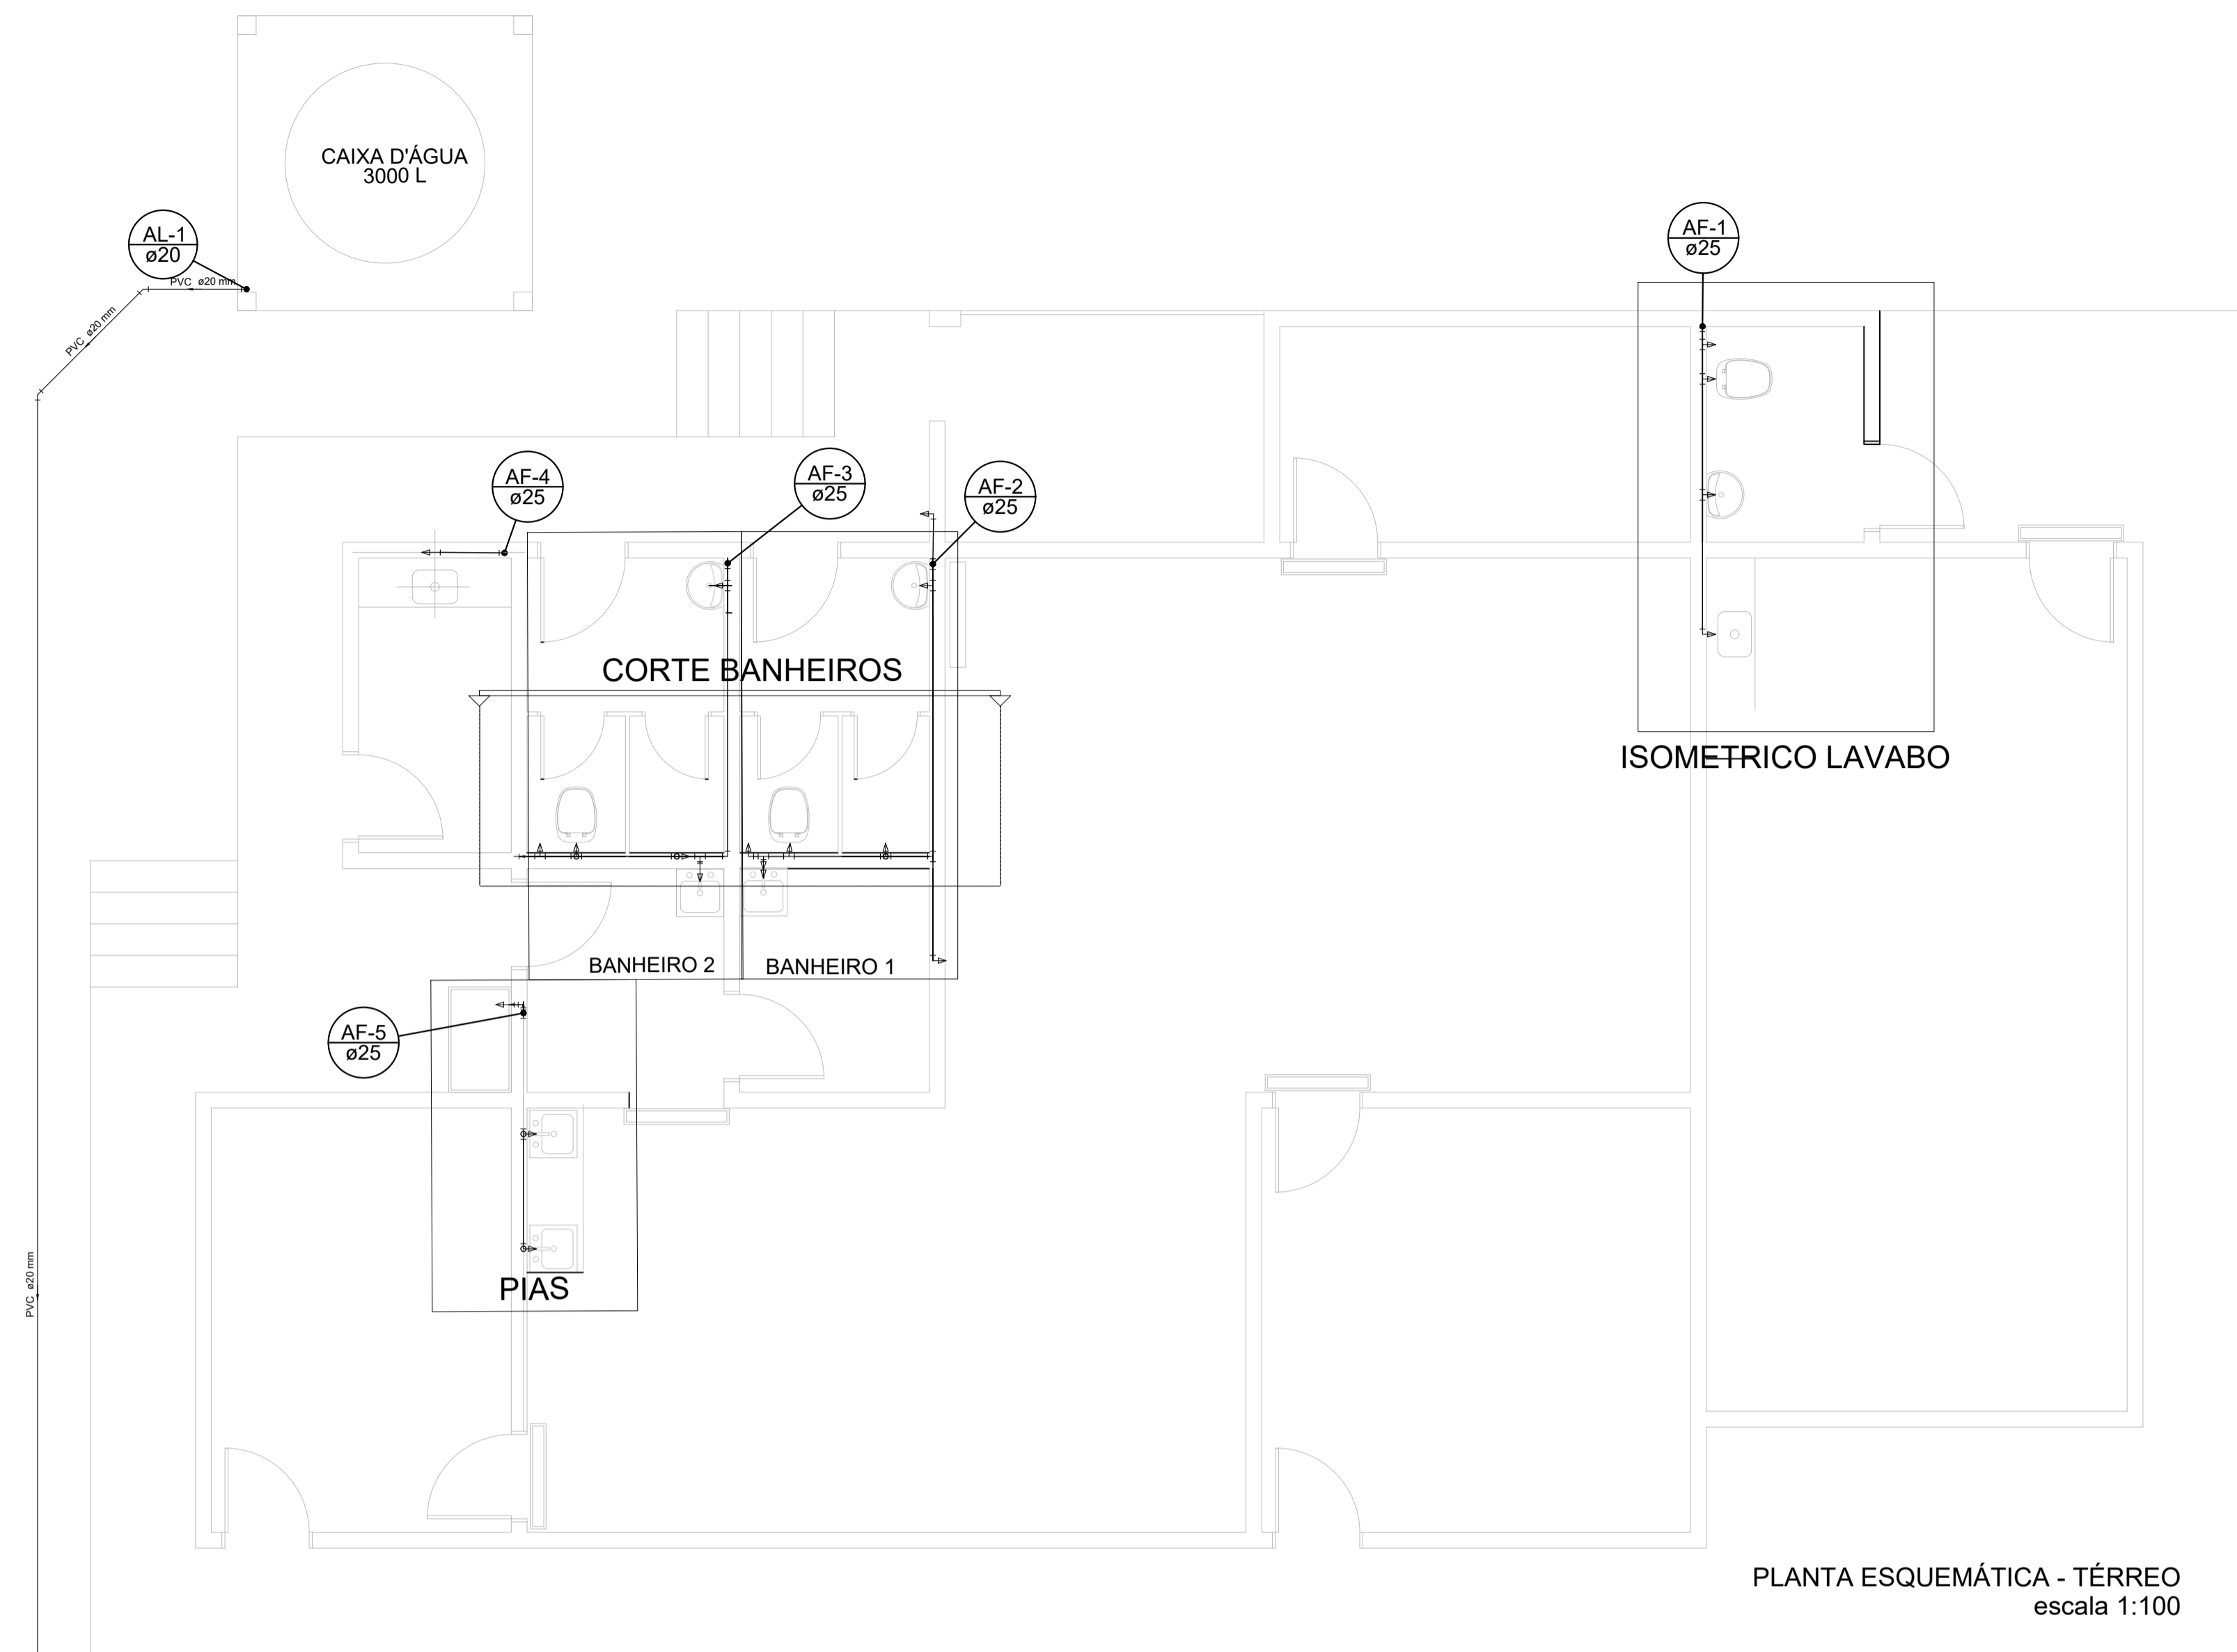 CAIXA D'ÁGUA
3000 L
AL-1
ø20
PVC ø20 mm
PVC ø20 mm
AF-1
ø25
AF-4
ø25
AF-3
ø25
AF-2
ø25
CORTE BANHEIROS
ISOMETRICO LAVABO
BANHEIRO 2
BANHEIRO 1
AF-5
ø25
PVC ø20 mm
PIAS
PLANTA ESQUEMÁTICA - TÉRREO
escala 1:100